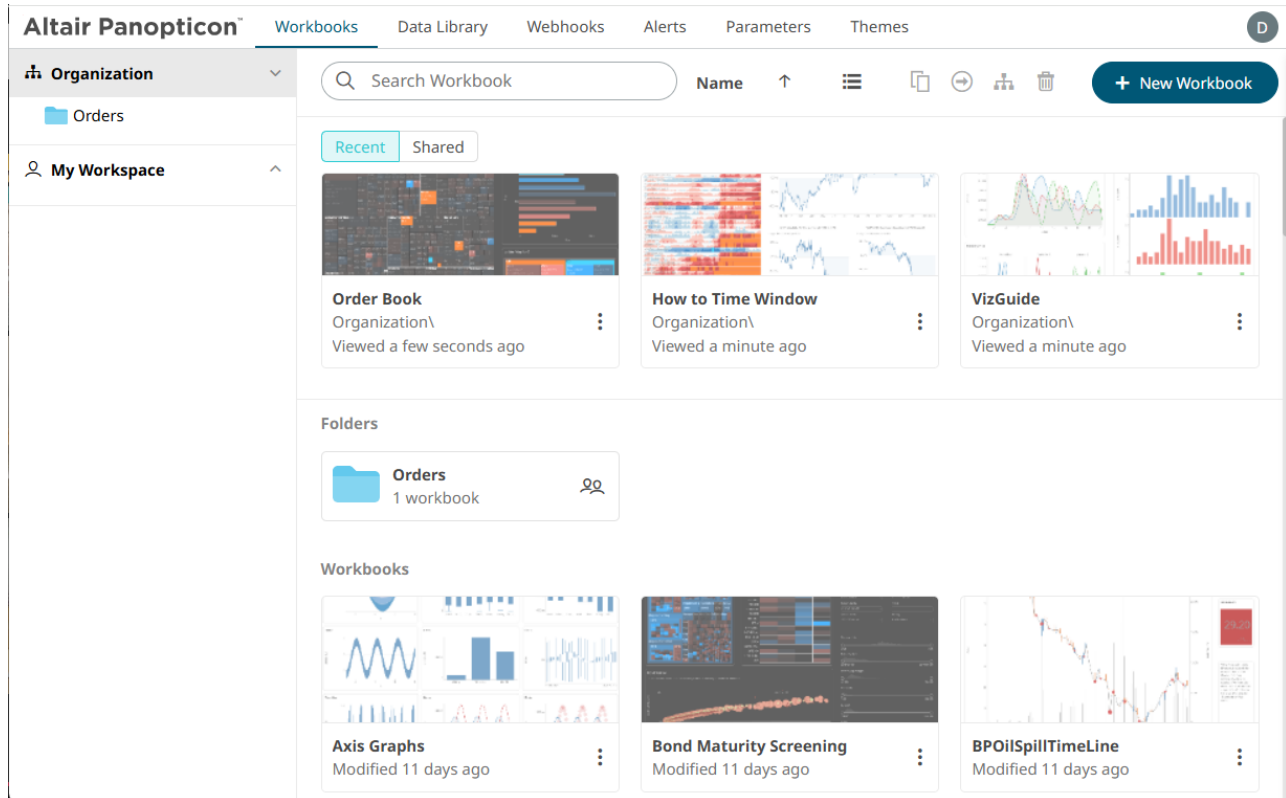 Altair Panopticon™ Workbooks Data Library Webhooks Alerts Parameters Themes D
Organization
Orders
My Workspace
Search Workbook Name New Workbook
Recent Shared
Order Book
Organization\
Viewed a few seconds ago
How to Time Window
Organization\
Viewed a minute ago
VizGuide
Organization\
Viewed a minute ago
Folders
Orders
1 workbook
Workbooks
29.20
Axis Graphs
Modified 11 days ago
Bond Maturity Screening
Modified 11 days ago
BPOilSpillTimeLine
Modified 11 days ago